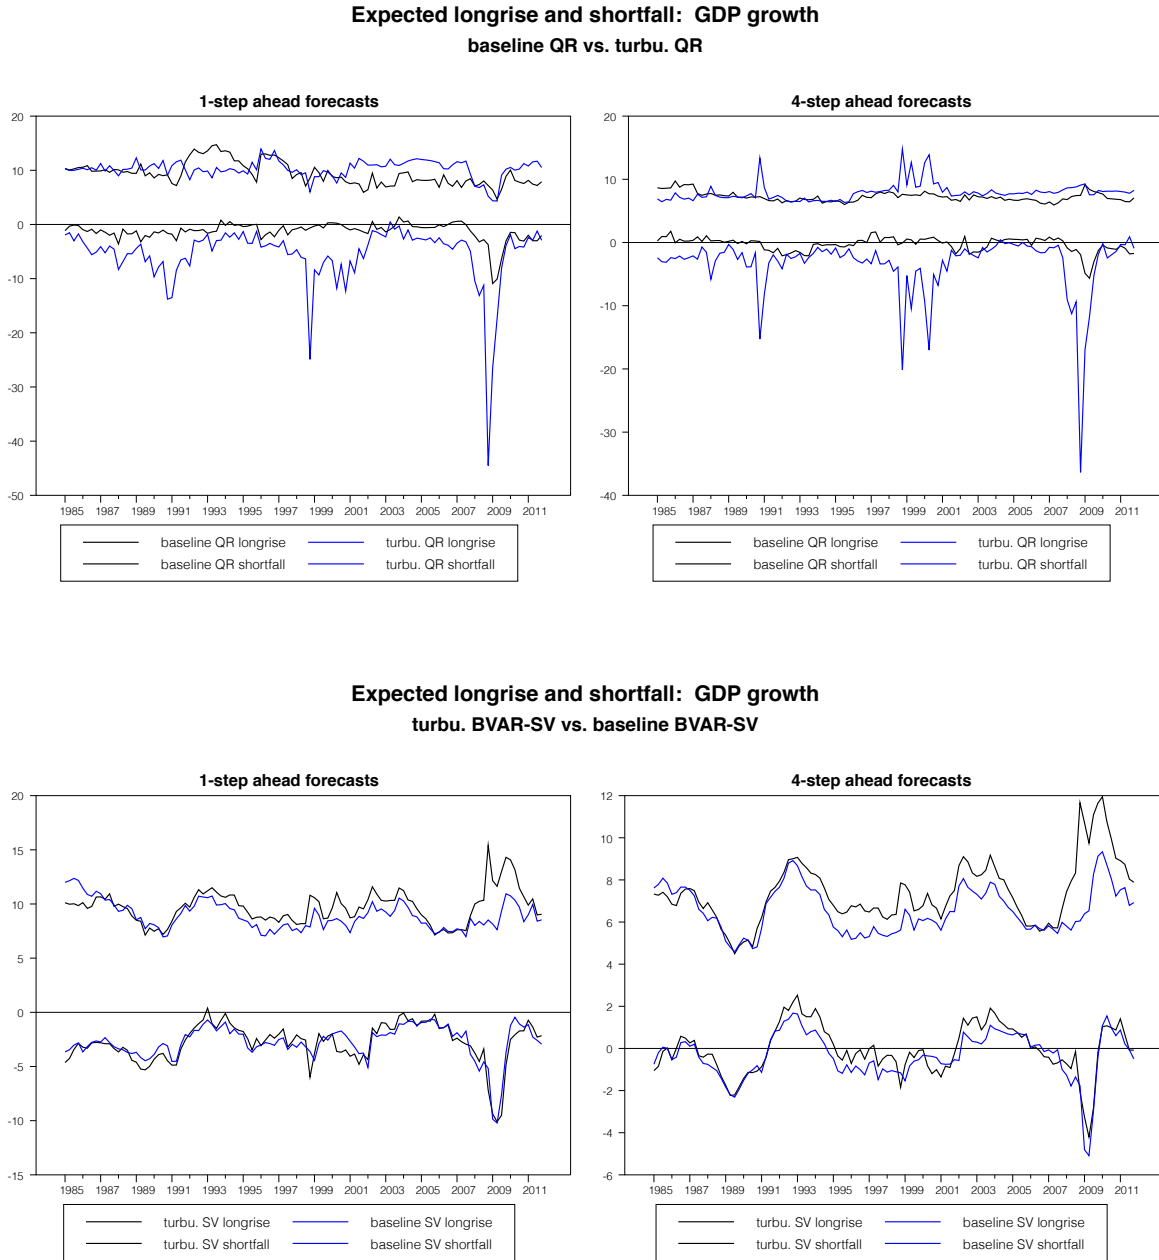 Expected longrise and shortfall: GDP growth
baseline QR vs. turbu. QR
1-step ahead forecasts
20
10
0
-10
-20
-30
-40
-50
1985 1987 1989 1991 1993 1995 1997 1999 2001 2003 2005 2007 2009 2011
baseline QR longrise turbu. QR longrise
baseline QR shortfall turbu. QR shortfall
4-step ahead forecasts
20
10
0
-10
-20
-30
-40
1985 1987 1989 1991 1993 1995 1997 1999 2001 2003 2005 2007 2009 2011
baseline QR longrise turbu. QR longrise
baseline QR shortfall turbu. QR shortfall
Expected longrise and shortfall: GDP growth
turbu. BVAR-SV vs. baseline BVAR-SV
1-step ahead forecasts
20
15
10
5
0
-5
-10
-15
1985 1987 1989 1991 1993 1995 1997 1999 2001 2003 2005 2007 2009 2011
turbu. SV longrise baseline SV longrise
turbu. SV shortfall baseline SV shortfall
4-step ahead forecasts
12
10
8
6
4
2
0
-2
-4
-6
1985 1987 1989 1991 1993 1995 1997 1999 2001 2003 2005 2007 2009 2011
turbu. SV longrise baseline SV longrise
turbu. SV shortfall baseline SV shortfall